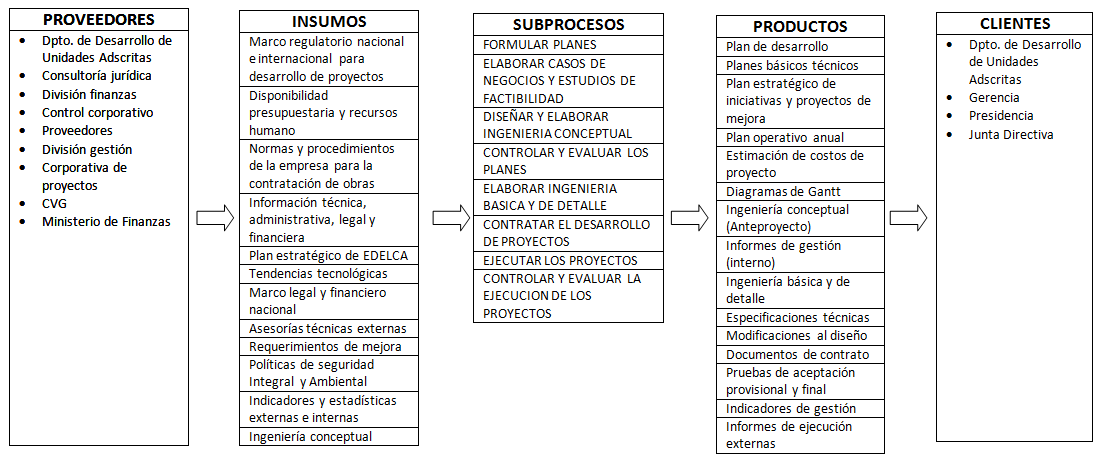 PROVEEDORES
• Dpto. de Desarrollo de
Unidades Adscritas
• Consultoría jurídica
• División finanzas
• Control corporativo
• Proveedores
• División gestión
• Corporativa de
proyectos
• CVG
• Ministerio de Finanzas
INSUMOS
Marco regulatorio nacional
e internacional para
desarrollo de proyectos
Disponibilidad
presupuestaria y recursos
humano
Normas y procedimientos
de la empresa para la
contratación de obras
Información técnica,
administrativa, legal y
financiera
Plan estratégico de EDELCA
Tendencias tecnológicas
Marco legal y financiero
nacional
Asesorías técnicas externas
Requerimientos de mejora
Políticas de seguridad
Integral y Ambiental
Indicadores y estadísticas
externas e internas
Ingeniería conceptual
SUBPROCESOS
FORMULAR PLANES
ELABORAR CASOS DE
NEGOCIOS Y ESTUDIOS DE
FACTIBILIDAD
DISEÑAR Y ELABORAR
INGENIERIA CONCEPTUAL
CONTROLAR Y EVALUAR LOS
PLANES
ELABORAR INGENIERIA
BASICA Y DE DETALLE
CONTRATAR EL DESARROLLO
DE PROYECTOS
EJECUTAR LOS PROYECTOS
CONTROLAR Y EVALUAR LA
EJECUCION DE LOS
PROYECTOS
PRODUCTOS
Plan de desarrollo
Planes básicos técnicos
Plan estratégico de
iniciativas y proyectos de
mejora
Plan operativo anual
Estimación de costos de
proyecto
Diagramas de Gantt
Ingeniería conceptual
(Anteproyecto)
Informes de gestión
(interno)
Ingeniería básica y de
detalle
Especificaciones técnicas
Modificaciones al diseño
Documentos de contrato
Pruebas de aceptación
provisional y final
Indicadores de gestión
Informes de ejecución
externas
CLIENTES
• Dpto. de Desarrollo
de Unidades
Adscritas
• Gerencia
• Presidencia
• Junta Directiva